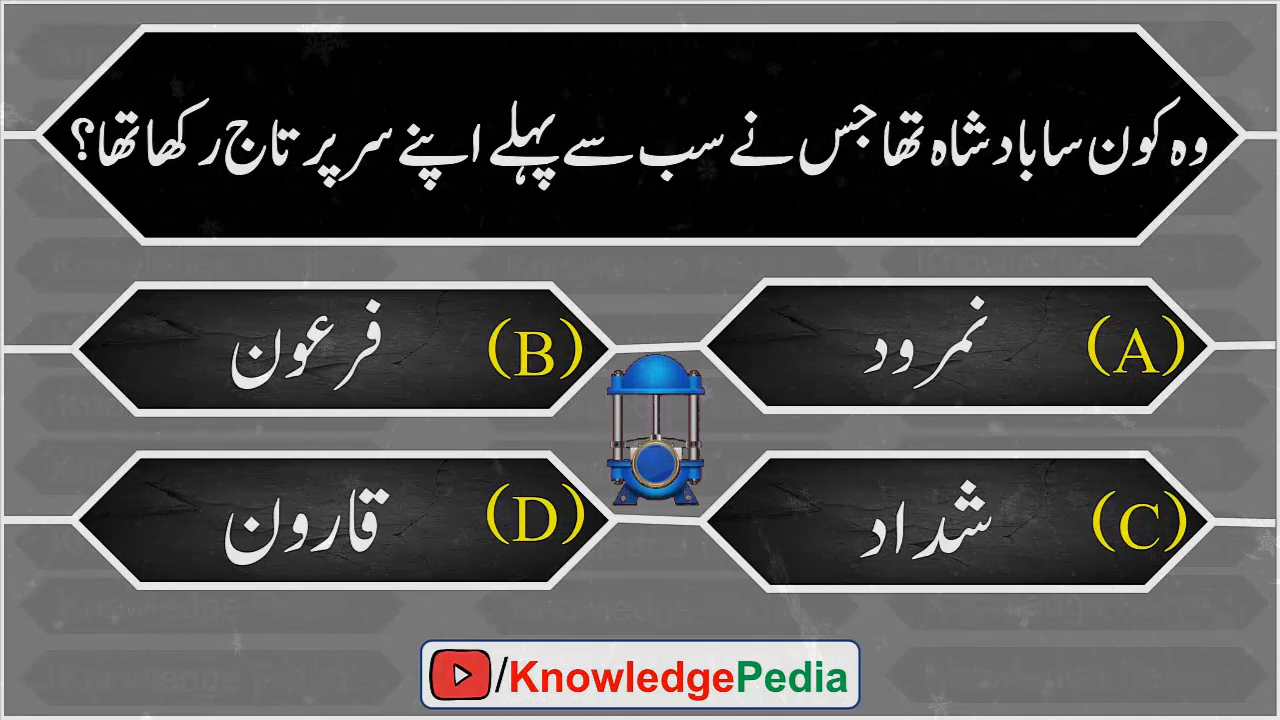 وہ کون سا بادشاہ تھا جس نے سب سے پہلے اپنے سر پر تاج رکھا تھا؟
(A) نمرود
(B) فرعون
(C) شداد
(D) قارون
/KnowledgePedia